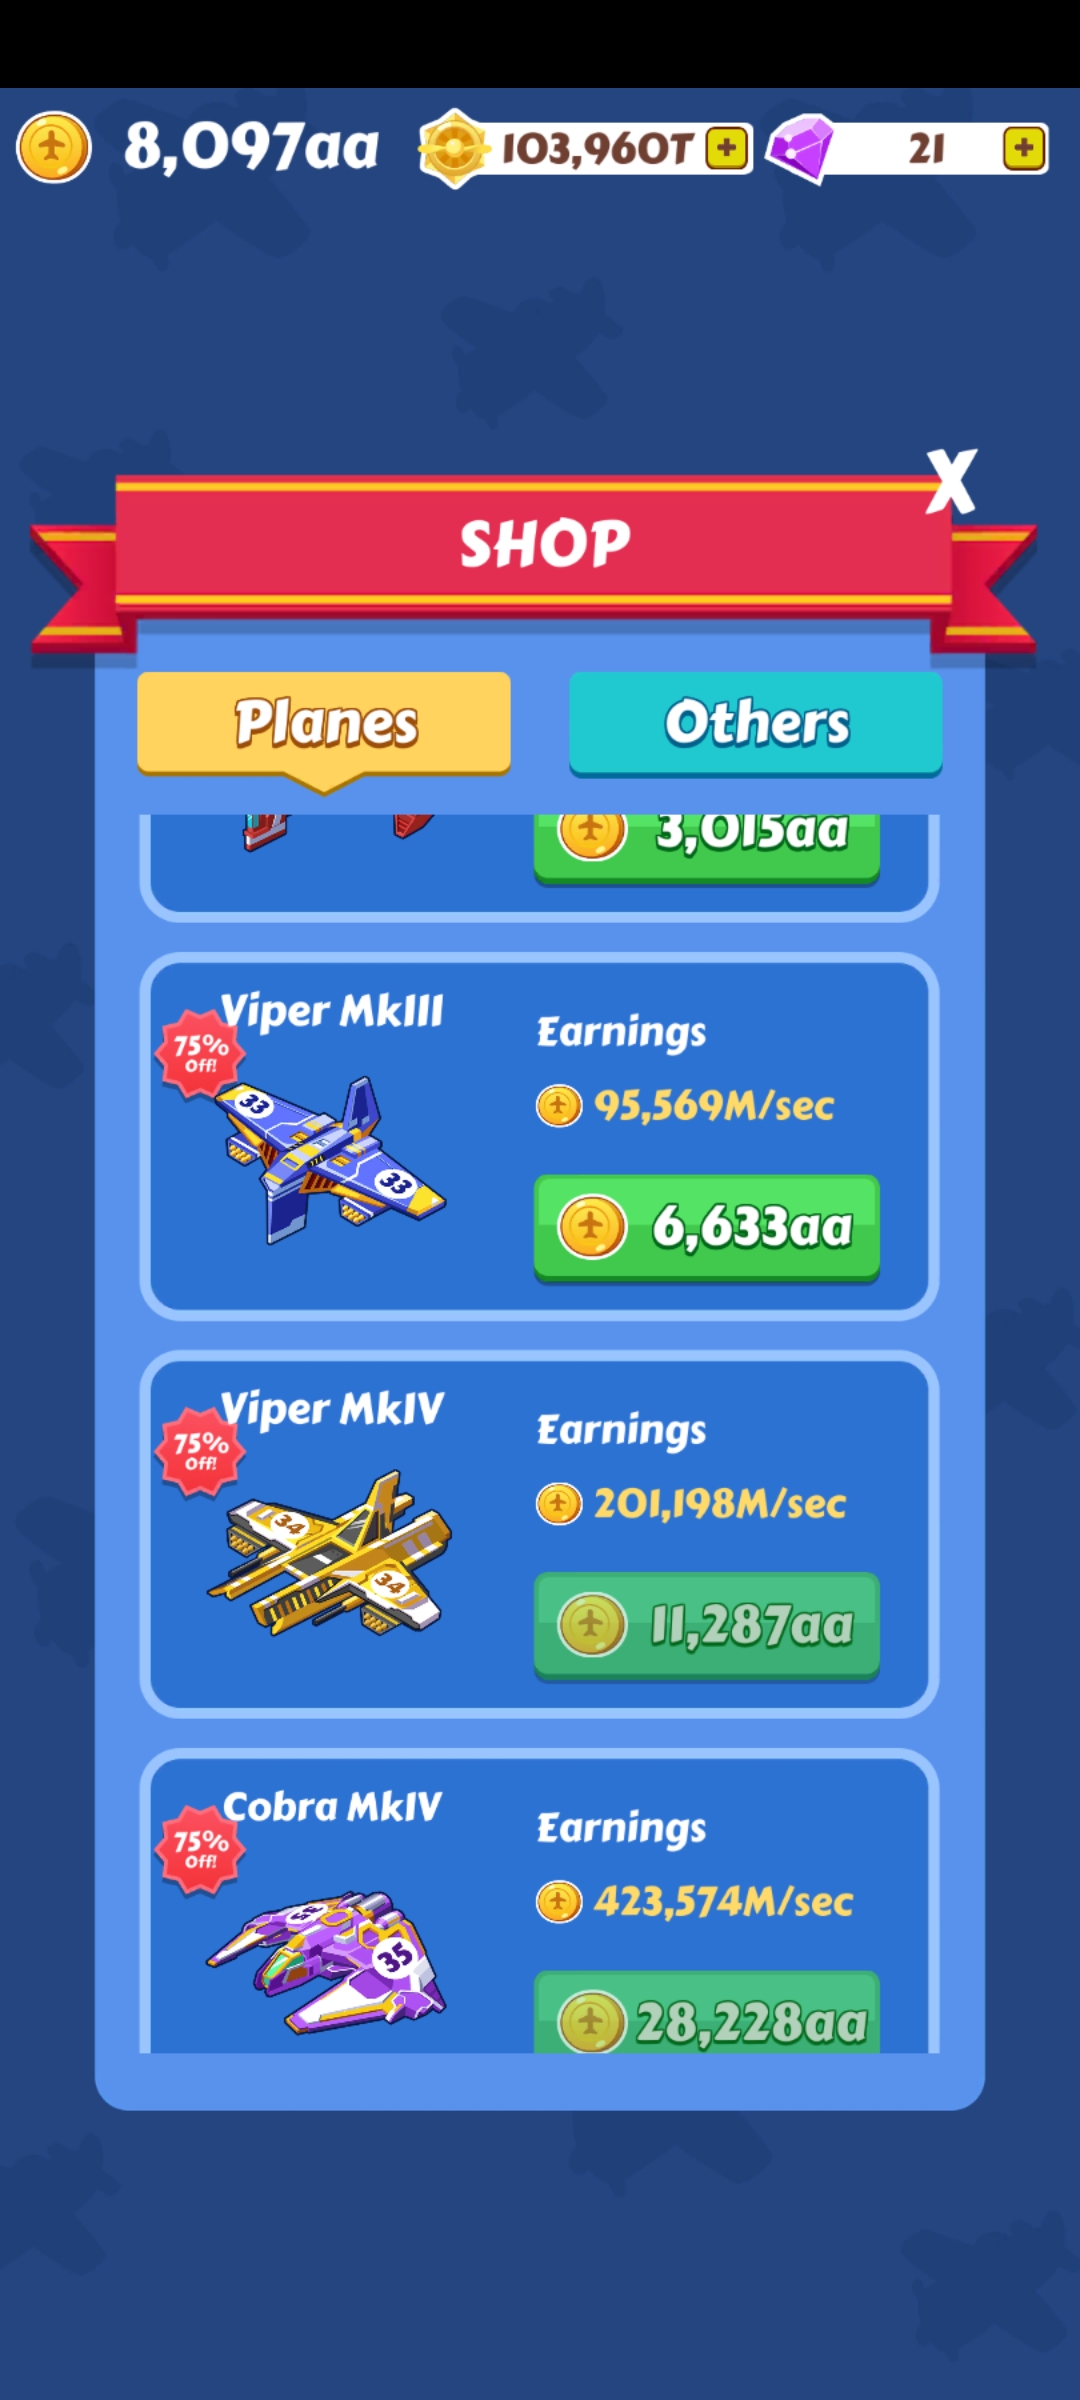 8,097aa
103,960T
21
X
SHOP
Planes
Others
3,015aa
Viper MkIII
75%
Off!
33
33
Earnings
95,569M/sec
6,633aa
Viper MkIV
75%
Off!
34
34
Earnings
201,198M/sec
11,287aa
Cobra MkIV
75%
Off!
35
35
Earnings
423,574M/sec
28,228aa